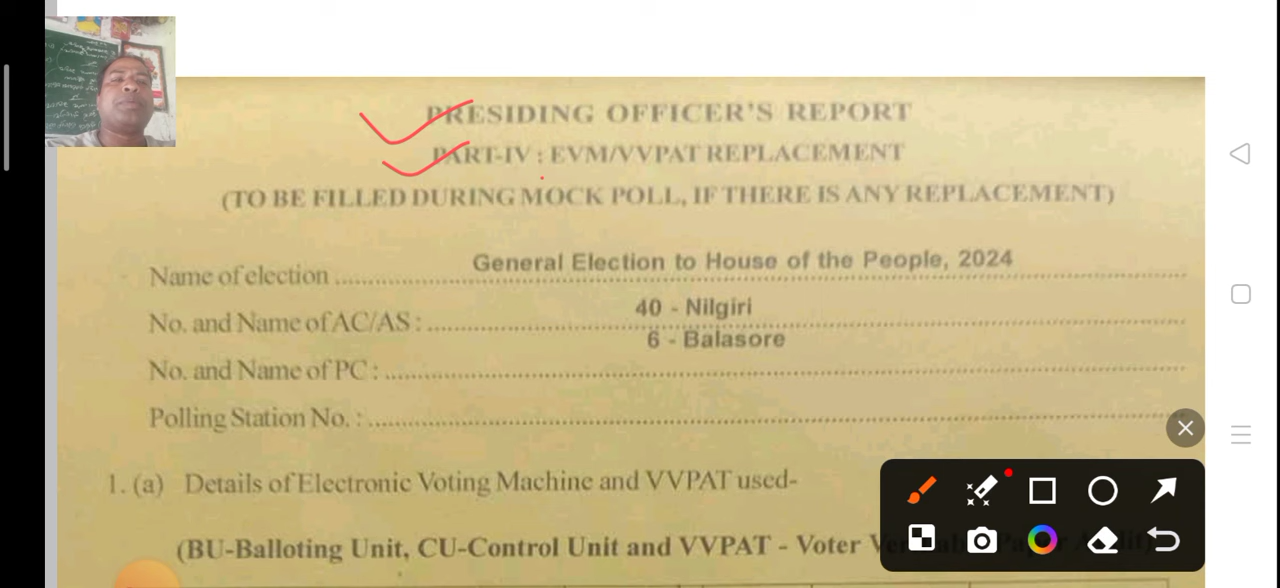 PRESIDING OFFICER'S REPORT
PART-IV : EVM/VVPAT REPLACEMENT
(TO BE FILLED DURING MOCK POLL, IF THERE IS ANY REPLACEMENT)
Name of election .......... General Election to House of the People, 2024
No. and Name of AC/AS : .......... 40 - Nilgiri
6 - Balasore
No. and Name of PC : ..........
Polling Station No. : ..........
1. (a) Details of Electronic Voting Machine and VVPAT used-
(BU-Balloting Unit, CU-Control Unit and VVPAT - Voter